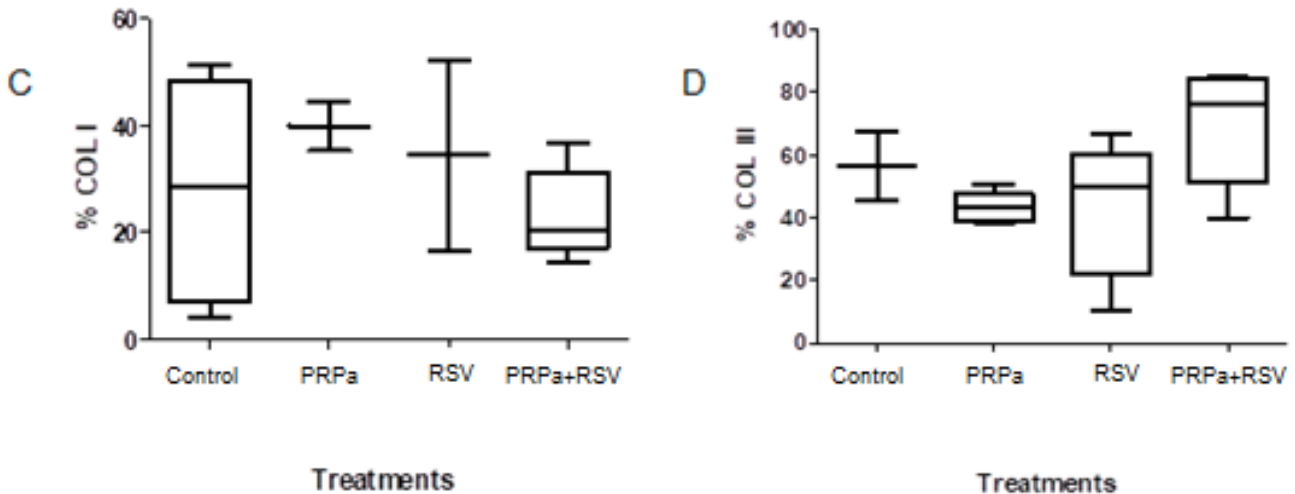 C
% COL I
60
40
20
0
Control PRPa RSV PRPa+RSV
Treatments
D
% COL III
100
80
60
40
20
0
Control PRPa RSV PRPa+RSV
Treatments